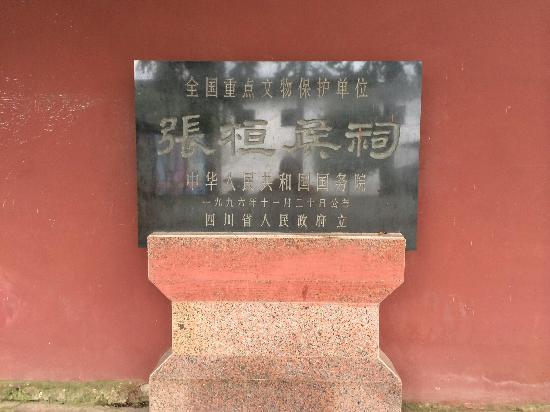 全国重点文物保护单位
張桓矦祠
中华人民共和国国务院
一九九六年十一月二十日公布
四川省人民政府立